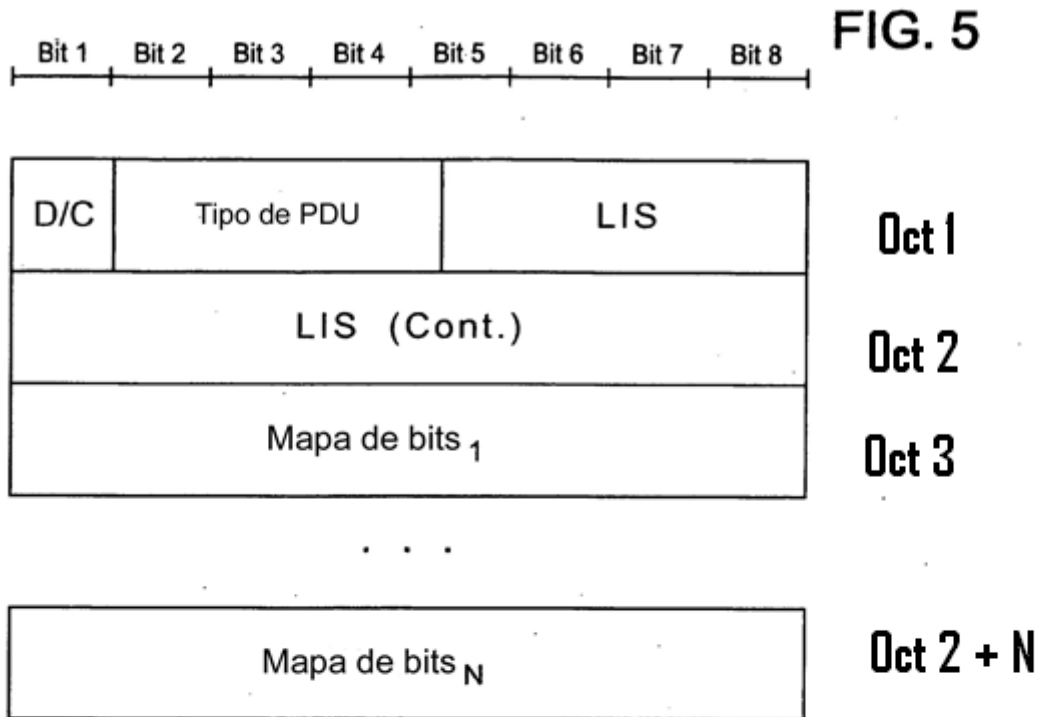 FIG. 5
Bit 1 Bit 2 Bit 3 Bit 4 Bit 5 Bit 6 Bit 7 Bit 8
D/C Tipo de PDU LIS Oct 1
LIS (Cont.) Oct 2
Mapa de bits 1 Oct 3
. . .
Mapa de bits N Oct 2 + N